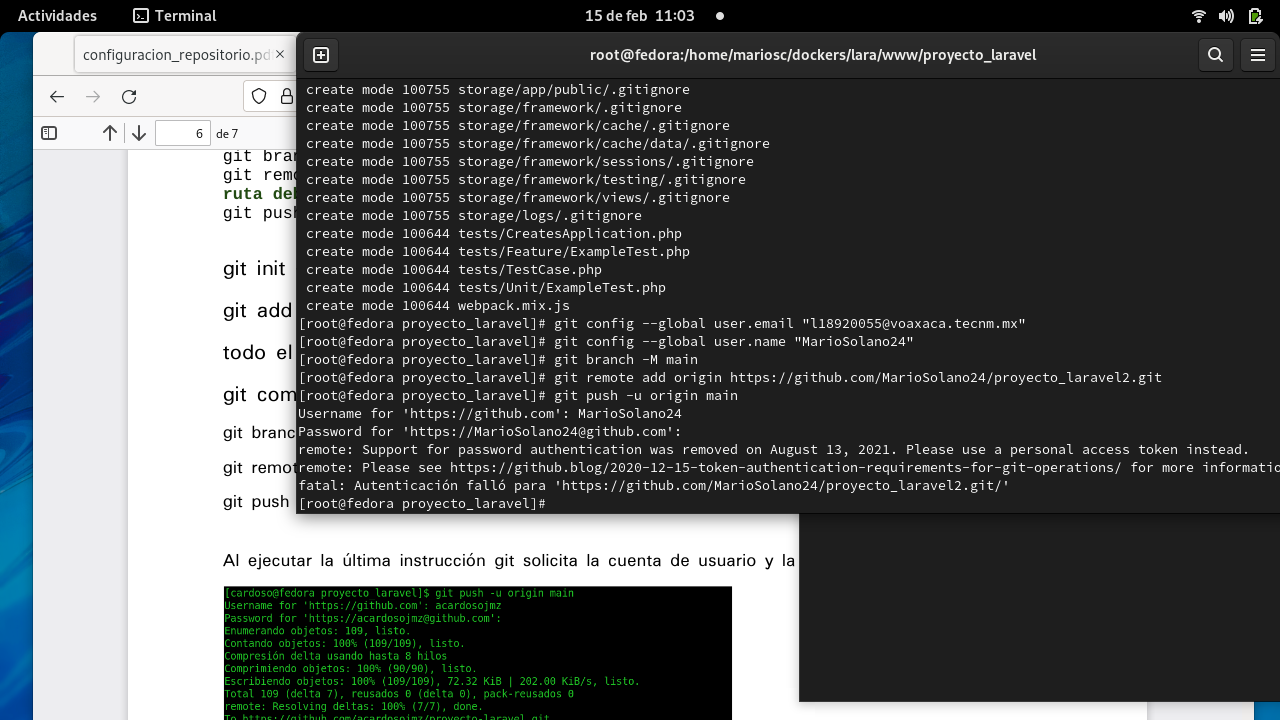 Actividades
Terminal
15 de feb 11:03
configuracion_repositorio.pd
root@fedora:/home/mariosc/dockers/lara/www/proyecto_laravel
6 de 7
git bran
git remo
ruta deb
git push
git init
git add
todo el
git com
git branc
git remot
git push
create mode 100755 storage/app/public/.gitignore
create mode 100755 storage/framework/.gitignore
create mode 100755 storage/framework/cache/.gitignore
create mode 100755 storage/framework/cache/data/.gitignore
create mode 100755 storage/framework/sessions/.gitignore
create mode 100755 storage/framework/testing/.gitignore
create mode 100755 storage/framework/views/.gitignore
create mode 100755 storage/logs/.gitignore
create mode 100644 tests/CreatesApplication.php
create mode 100644 tests/Feature/ExampleTest.php
create mode 100644 tests/TestCase.php
create mode 100644 tests/Unit/ExampleTest.php
create mode 100644 webpack.mix.js
[root@fedora proyecto_laravel]# git config --global user.email "l18920055@voaxaca.tecnm.mx"
[root@fedora proyecto_laravel]# git config --global user.name "MarioSolano24"
[root@fedora proyecto_laravel]# git branch -M main
[root@fedora proyecto_laravel]# git remote add origin https://github.com/MarioSolano24/proyecto_laravel2.git
[root@fedora proyecto_laravel]# git push -u origin main
Username for 'https://github.com': MarioSolano24
Password for 'https://MarioSolano24@github.com':
remote: Support for password authentication was removed on August 13, 2021. Please use a personal access token instead.
remote: Please see https://github.blog/2020-12-15-token-authentication-requirements-for-git-operations/ for more informatio
fatal: Autenticación falló para 'https://github.com/MarioSolano24/proyecto_laravel2.git/'
[root@fedora proyecto_laravel]#
Al ejecutar la última instrucción git solicita la cuenta de usuario y la
[cardoso@fedora proyecto laravel]$ git push -u origin main
Username for 'https://github.com': acardosojmz
Password for 'https://acardosojmz@github.com':
Enumerando objetos: 109, listo.
Contando objetos: 100% (109/109), listo.
Compresión delta usando hasta 8 hilos
Comprimiendo objetos: 100% (90/90), listo.
Escribiendo objetos: 100% (109/109), 72.32 KiB | 202.00 KiB/s, listo.
Total 109 (delta 7), reusados 0 (delta 0), pack-reusados 0
remote: Resolving deltas: 100% (7/7), done.
To https://github.com/acardosojmz/proyecto-laravel.git